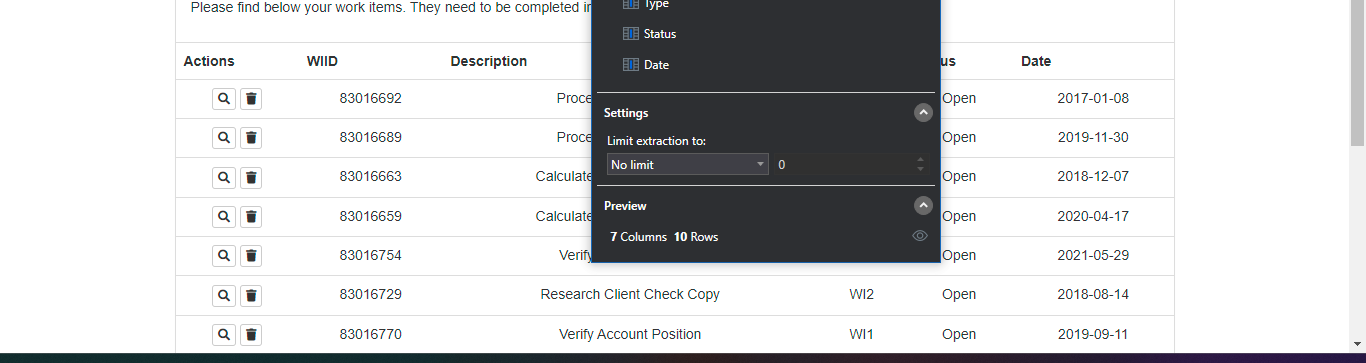 Please find below your work items. They need to be completed in
Type
Status
Date
Actions WIID Description us Date
83016692 Proce Open 2017-01-08
83016689 Proce Open 2019-11-30
83016663 Calculate Open 2018-12-07
83016659 Calculate Open 2020-04-17
83016754 Verify Open 2021-05-29
83016729 Research Client Check Copy WI2 Open 2018-08-14
83016770 Verify Account Position WI1 Open 2019-09-11
Settings
Limit extraction to:
No limit 0
Preview
7 Columns 10 Rows